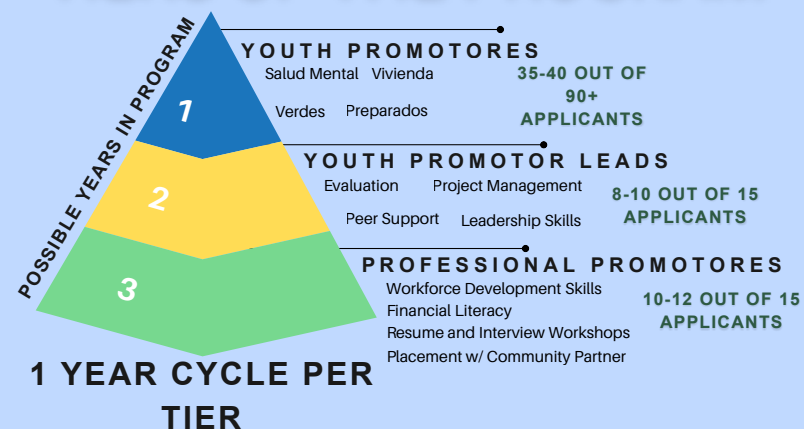 POSSIBLE YEARS IN PROGRAM
1
YOUTH PROMOTORES
Salud Mental Vivienda
Verdes Preparados
35-40 OUT OF
90+
APPLICANTS
2
YOUTH PROMOTOR LEADS
Evaluation Project Management
Peer Support Leadership Skills
8-10 OUT OF 15
APPLICANTS
3
PROFESSIONAL PROMOTORES
Workforce Development Skills
Financial Literacy
Resume and Interview Workshops
Placement w/ Community Partner
10-12 OUT OF 15
APPLICANTS
1 YEAR CYCLE PER
TIER